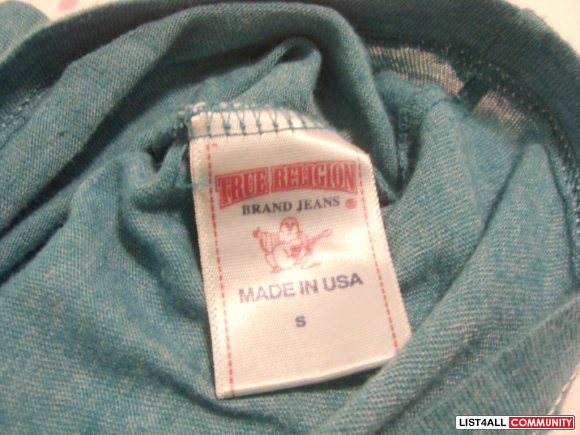 TRUE RELIGION
BRAND JEANS ®
MADE IN USA
S
LIST4ALL COMMUNITY